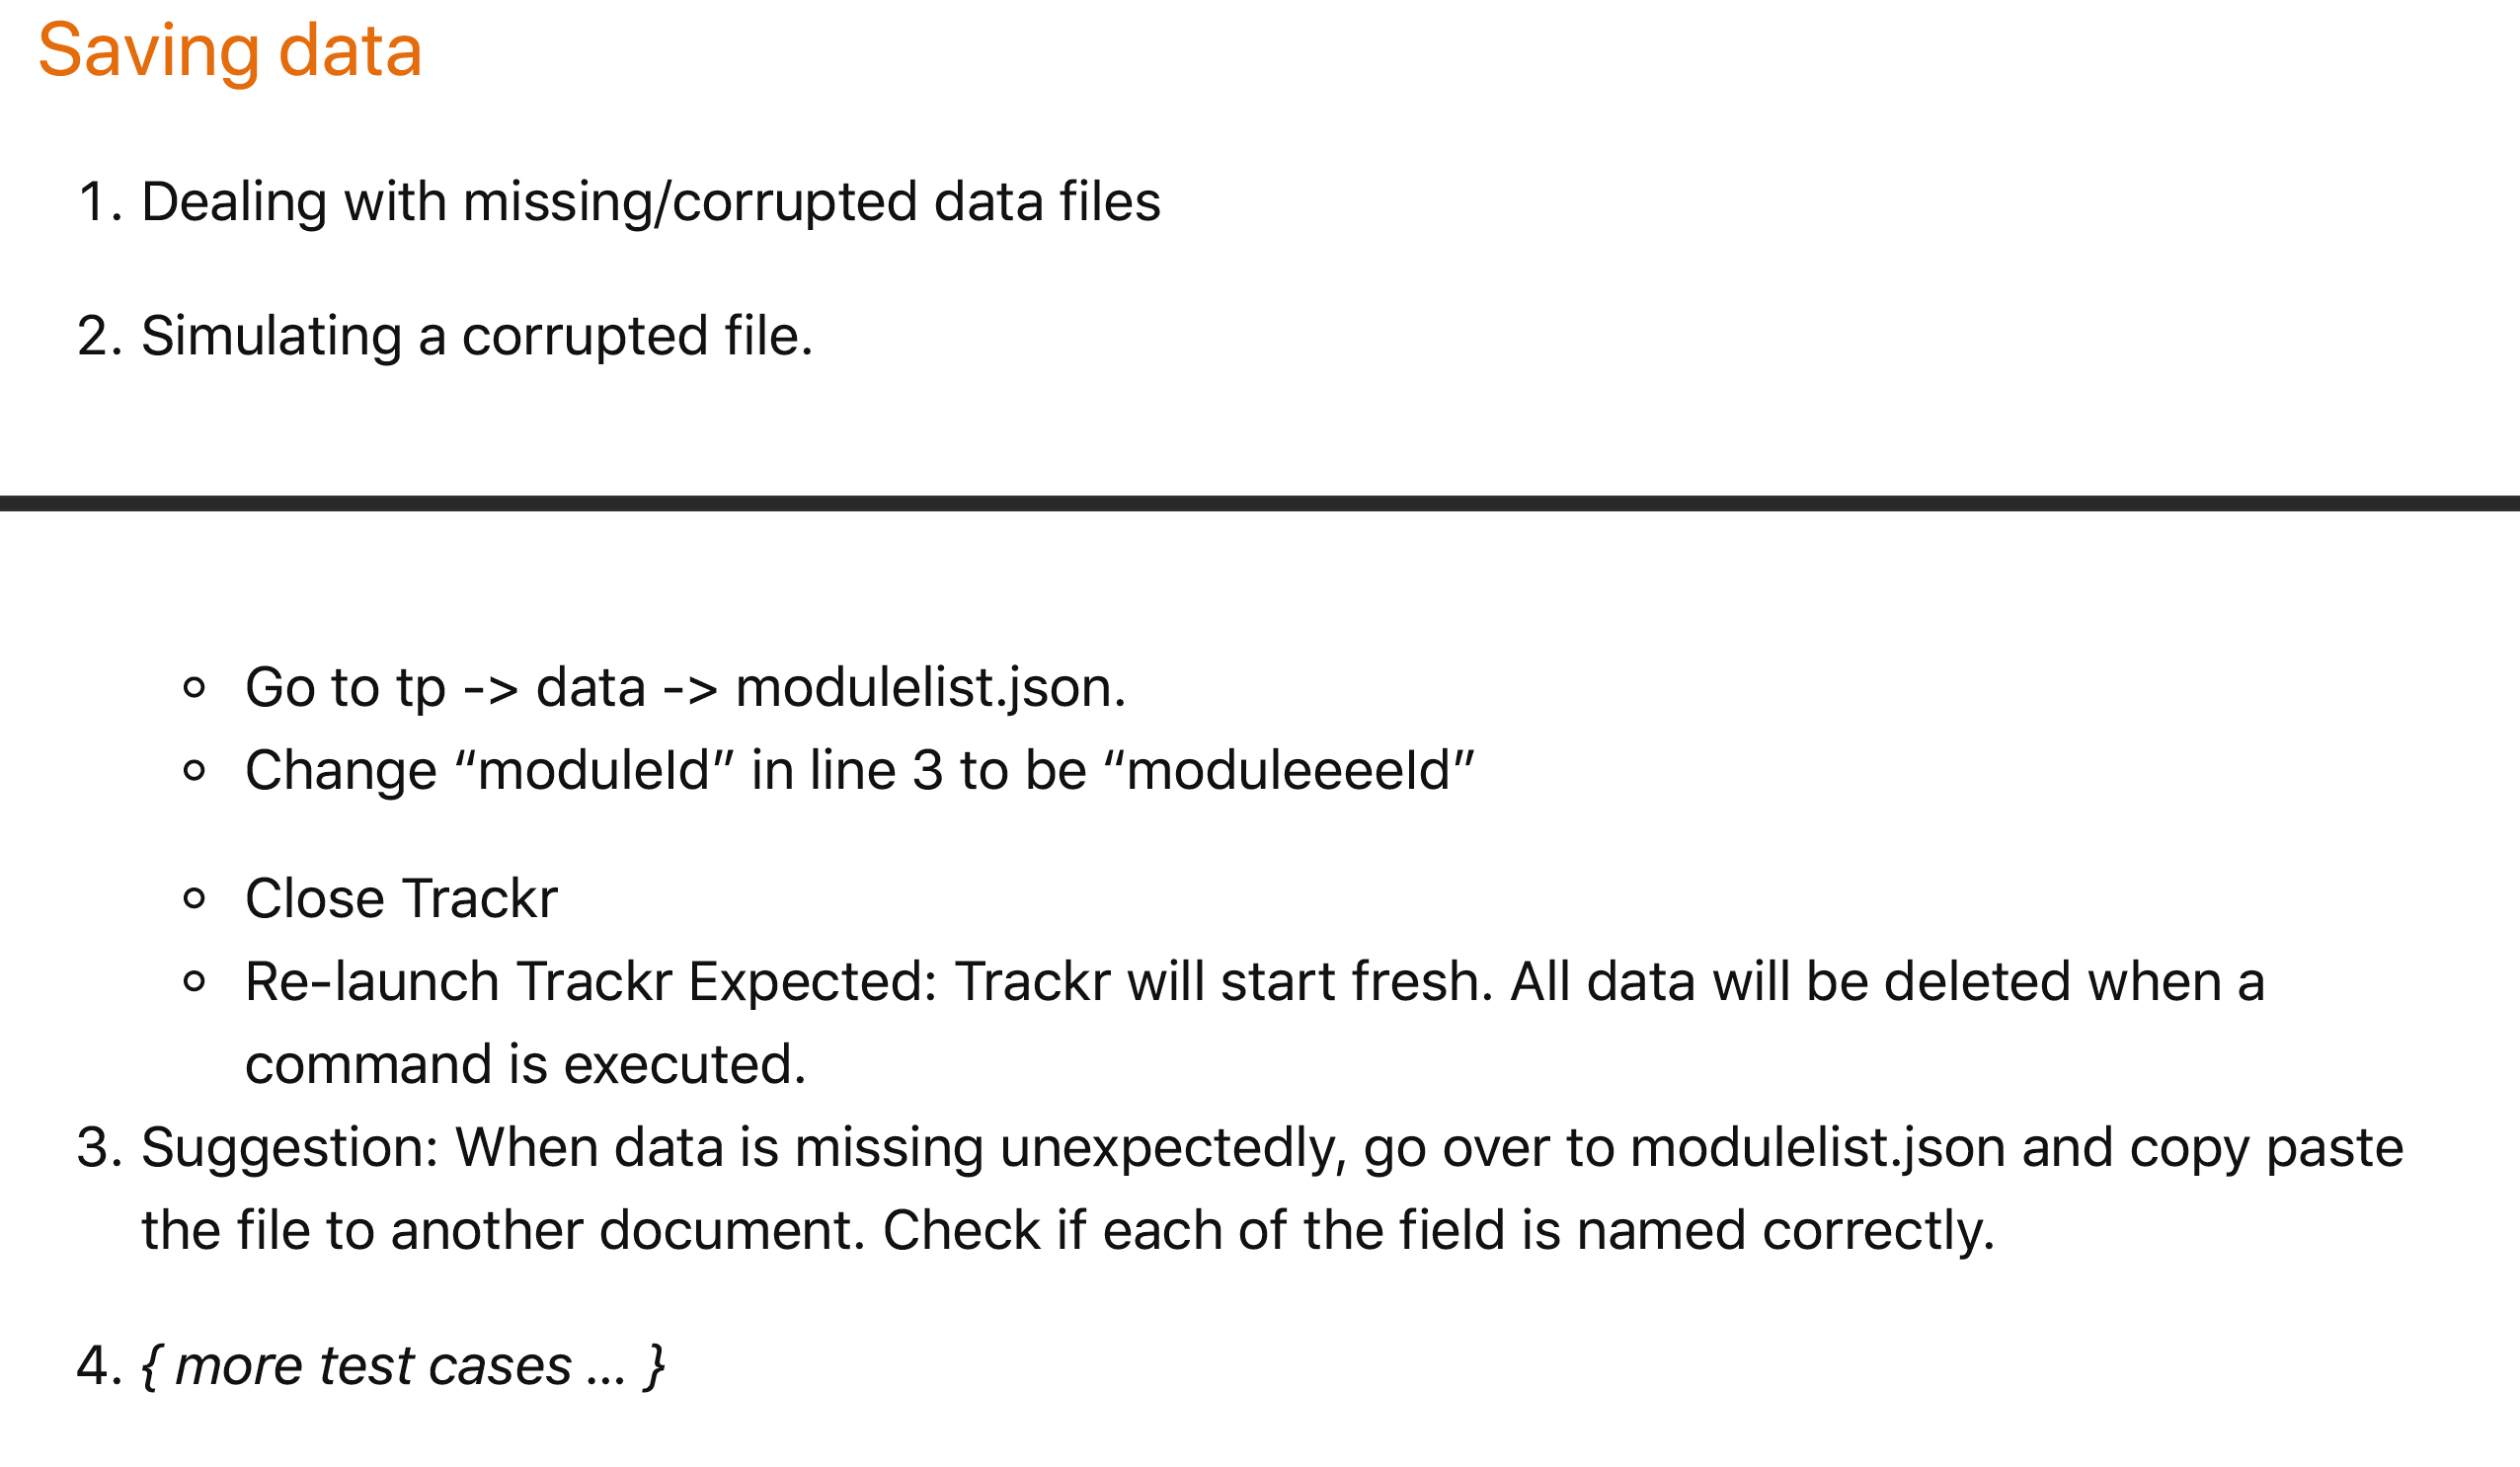 Saving data
1. Dealing with missing/corrupted data files
2. Simulating a corrupted file.
Go to tp -> data -> modulelist.json.
Change “moduleId” in line 3 to be “moduleeeeId”
Close Trackr
Re-launch Trackr Expected: Trackr will start fresh. All data will be deleted when a
command is executed.
3. Suggestion: When data is missing unexpectedly, go over to modulelist.json and copy paste
the file to another document. Check if each of the field is named correctly.
4. { more test cases … }